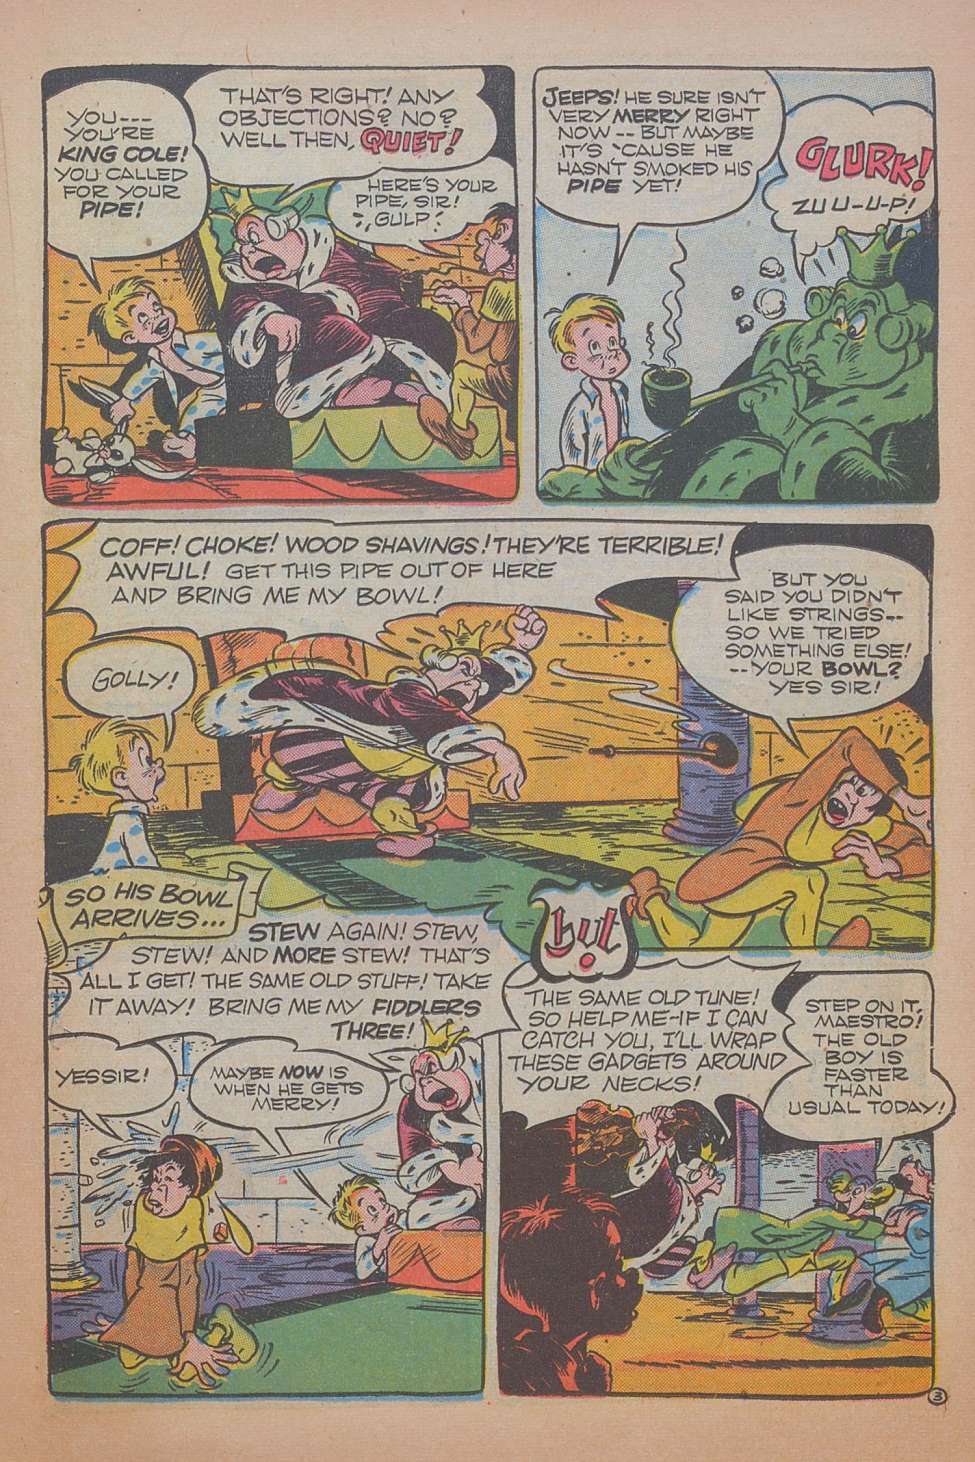 YOU---
YOU'RE
KING COLE!
YOU CALLED
FOR YOUR
PIPE!
THAT'S RIGHT! ANY
OBJECTIONS? NO?
WELL THEN, QUIET!
HERE'S YOUR
PIPE, SIR!
GULP!
JEEPS! HE SURE ISN'T
VERY MERRY RIGHT
NOW -- BUT MAYBE
IT'S 'CAUSE HE
HASN'T SMOKED HIS
PIPE YET!
GLURK!
ZU U-U-P!
COFF! CHOKE! WOOD SHAVINGS! THEY'RE TERRIBLE!
AWFUL! GET THIS PIPE OUT OF HERE
AND BRING ME MY BOWL!
GOLLY!
BUT YOU
SAID YOU DIDN'T
LIKE STRINGS--
SO WE TRIED
SOMETHING ELSE!
--YOUR BOWL?
YES SIR!
SO HIS BOWL
ARRIVES...
STEW AGAIN! STEW,
STEW! AND MORE STEW! THAT'S
ALL I GET! THE SAME OLD STUFF! TAKE
IT AWAY! BRING ME MY FIDDLERS
THREE!
YESSIR!
MAYBE NOW IS
WHEN HE GETS
MERRY!
but!
THE SAME OLD TUNE!
SO HELP ME-IF I CAN
CATCH YOU, I'LL WRAP
THESE GADGETS AROUND
YOUR NECKS!
STEP ON IT,
MAESTRO!
THE OLD
BOY IS
FASTER
THAN
USUAL TODAY!
3